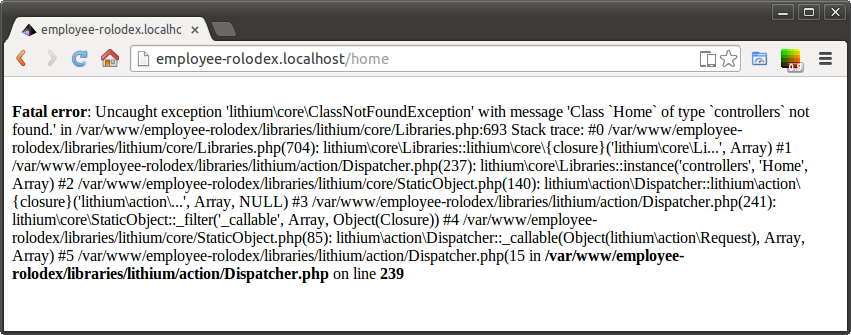 employee-rolodex.localho
employee-rolodex.localhost/home
0.9
Fatal error: Uncaught exception 'lithium\core\ClassNotFoundException' with message 'Class `Home` of type `controllers` not
found.' in /var/www/employee-rolodex/libraries/lithium/core/Libraries.php:693 Stack trace: #0 /var/www/employee-
rolodex/libraries/lithium/core/Libraries.php(704): lithium\core\Libraries::lithium\core\{closure}('lithium\core\Li...', Array) #1
/var/www/employee-rolodex/libraries/lithium/action/Dispatcher.php(237): lithium\core\Libraries::instance('controllers', 'Home',
Array) #2 /var/www/employee-rolodex/libraries/lithium/core/StaticObject.php(140): lithium\action\Dispatcher::lithium\action\
{closure}('lithium\action\...', Array, NULL) #3 /var/www/employee-rolodex/libraries/lithium/action/Dispatcher.php(241):
lithium\core\StaticObject::_filter('_callable', Array, Object(Closure)) #4 /var/www/employee-
rolodex/libraries/lithium/core/StaticObject.php(85): lithium\action\Dispatcher::_callable(Object(lithium\action\Request), Array,
Array) #5 /var/www/employee-rolodex/libraries/lithium/action/Dispatcher.php(15 in /var/www/employee-
rolodex/libraries/lithium/action/Dispatcher.php on line 239